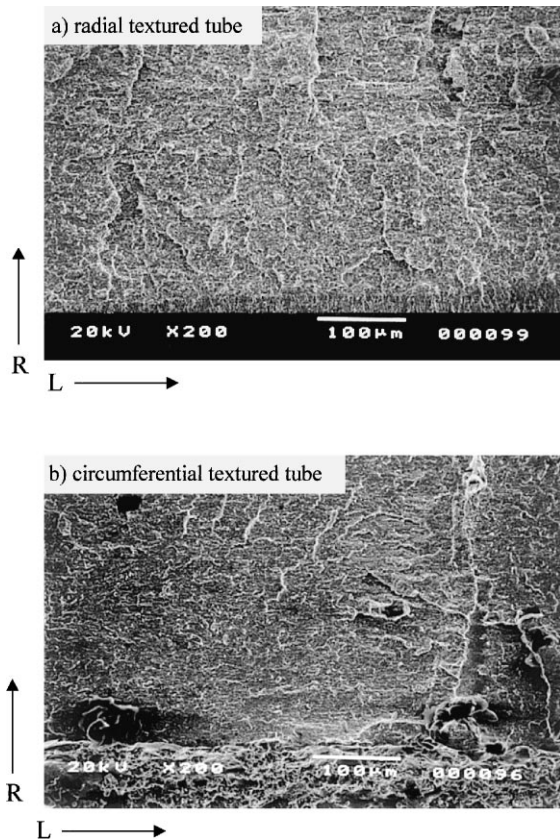 a) radial textured tube
20kV X200 100μm 000099
R
L
b) circumferential textured tube
20kV X200 100μm 000096
R
L